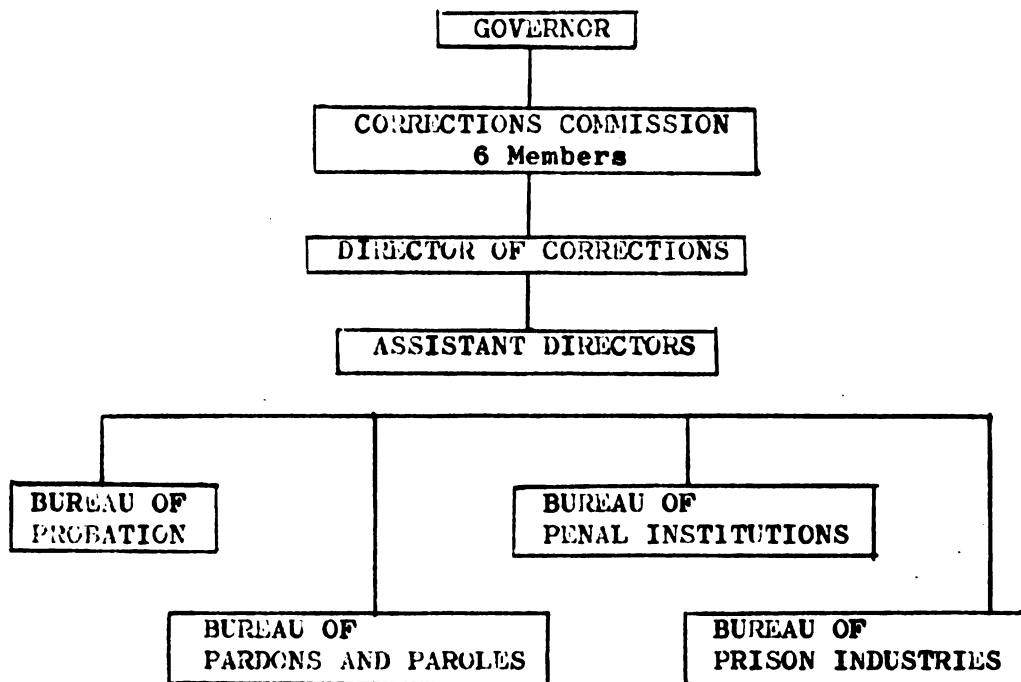 GOVERNOR
CORRECTIONS COMMISSION
6 Members
DIRECTOR OF CORRECTIONS
ASSISTANT DIRECTORS
BUREAU OF
PROBATION
BUREAU OF
PENAL INSTITUTIONS
BUREAU OF
PARDONS AND PAROLES
BUREAU OF
PRISON INDUSTRIES